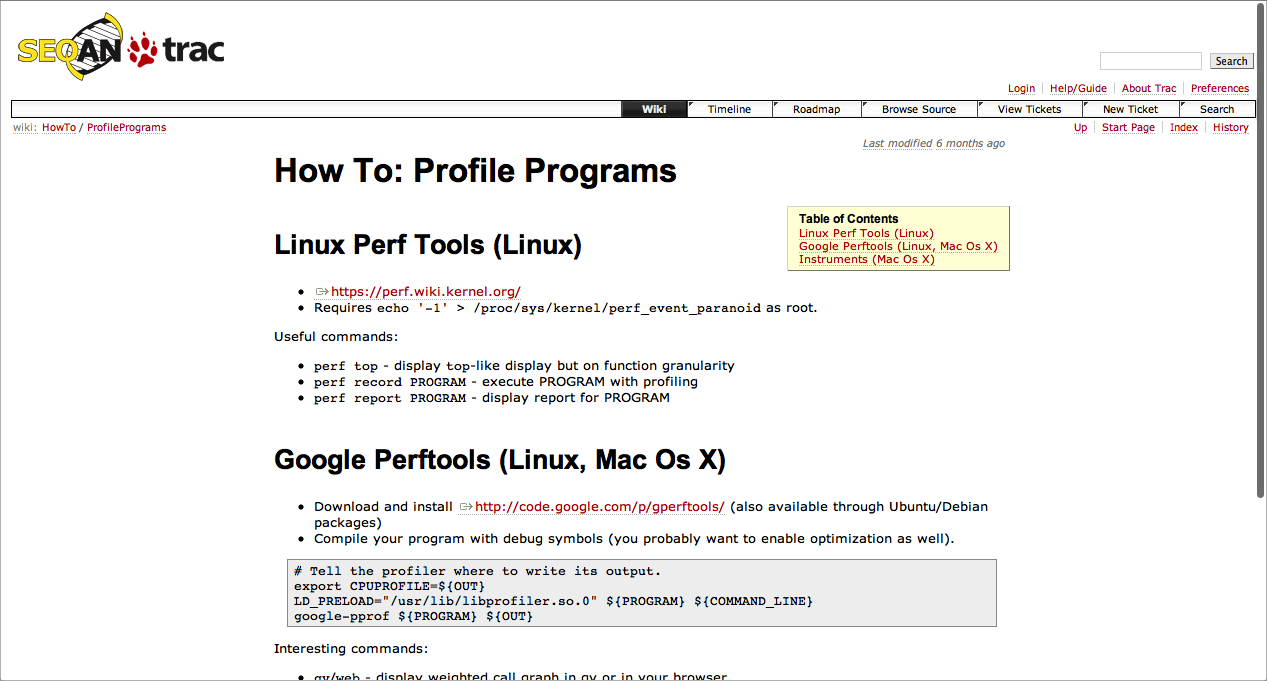 SEQAN trac
Search
Login Help/Guide About Trac Preferences
Wiki Timeline Roadmap Browse Source View Tickets New Ticket Search
wiki: HowTo / ProfilePrograms Up Start Page Index History
Last modified 6 months ago
How To: Profile Programs
Table of Contents
Linux Perf Tools (Linux)
Google Perftools (Linux, Mac Os X)
Instruments (Mac Os X)
Linux Perf Tools (Linux)
• https://perf.wiki.kernel.org/
• Requires echo '-1' > /proc/sys/kernel/perf_event_paranoid as root.
Useful commands:
• perf top - display top-like display but on function granularity
• perf record PROGRAM - execute PROGRAM with profiling
• perf report PROGRAM - display report for PROGRAM
Google Perftools (Linux, Mac Os X)
• Download and install http://code.google.com/p/gperftools/ (also available through Ubuntu/Debian
packages)
• Compile your program with debug symbols (you probably want to enable optimization as well).
# Tell the profiler where to write its output.
export CPUPROFILE=${OUT}
LD_PRELOAD="/usr/lib/libprofiler.so.0" ${PROGRAM} ${COMMAND_LINE}
google-pprof ${PROGRAM} ${OUT}
Interesting commands:
• gv/web - display weighted call graph in gv or in your browser